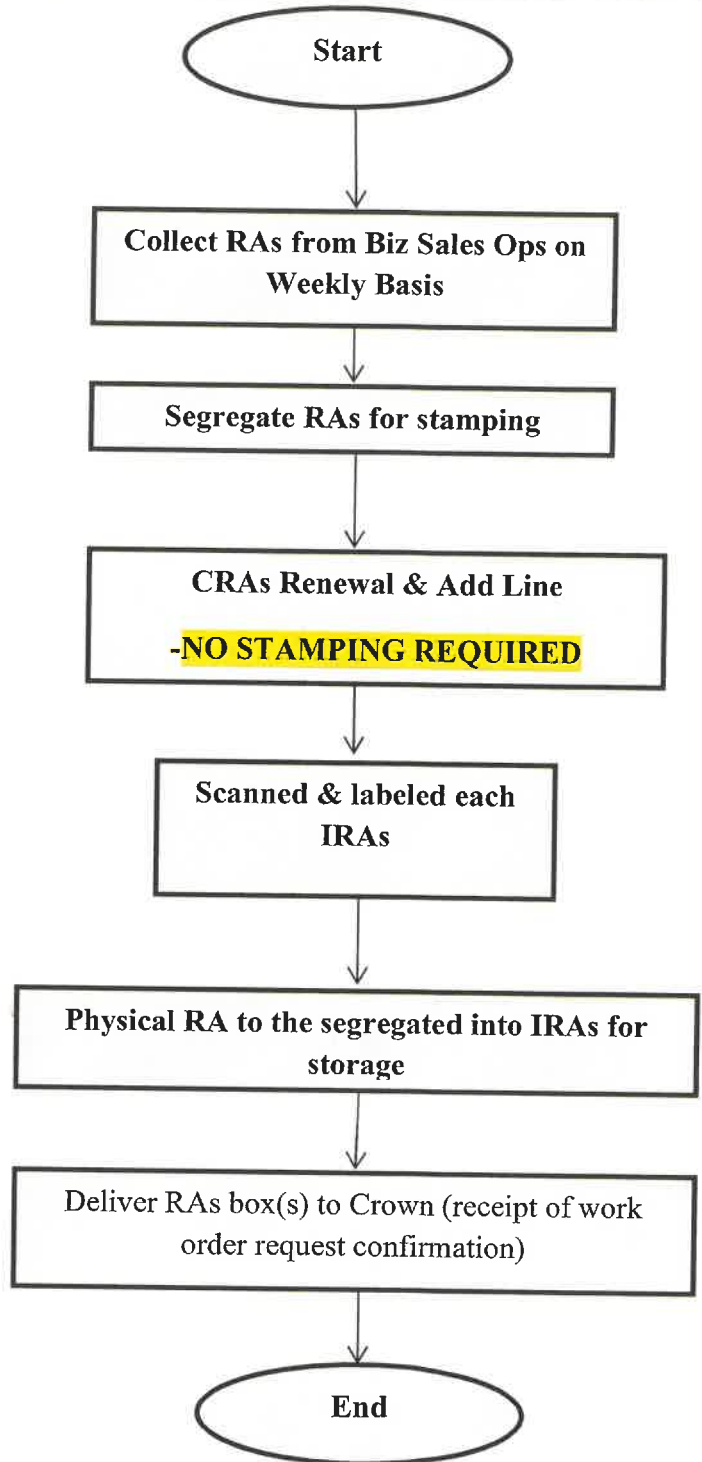 Start
Collect RAs from Biz Sales Ops on
Weekly Basis
Segregate RAs for stamping
CRAs Renewal & Add Line
-NO STAMPING REQUIRED
Scanned & labeled each
IRAs
Physical RA to the segregated into IRAs for
storage
Deliver RAs box(s) to Crown (receipt of work
order request confirmation)
End